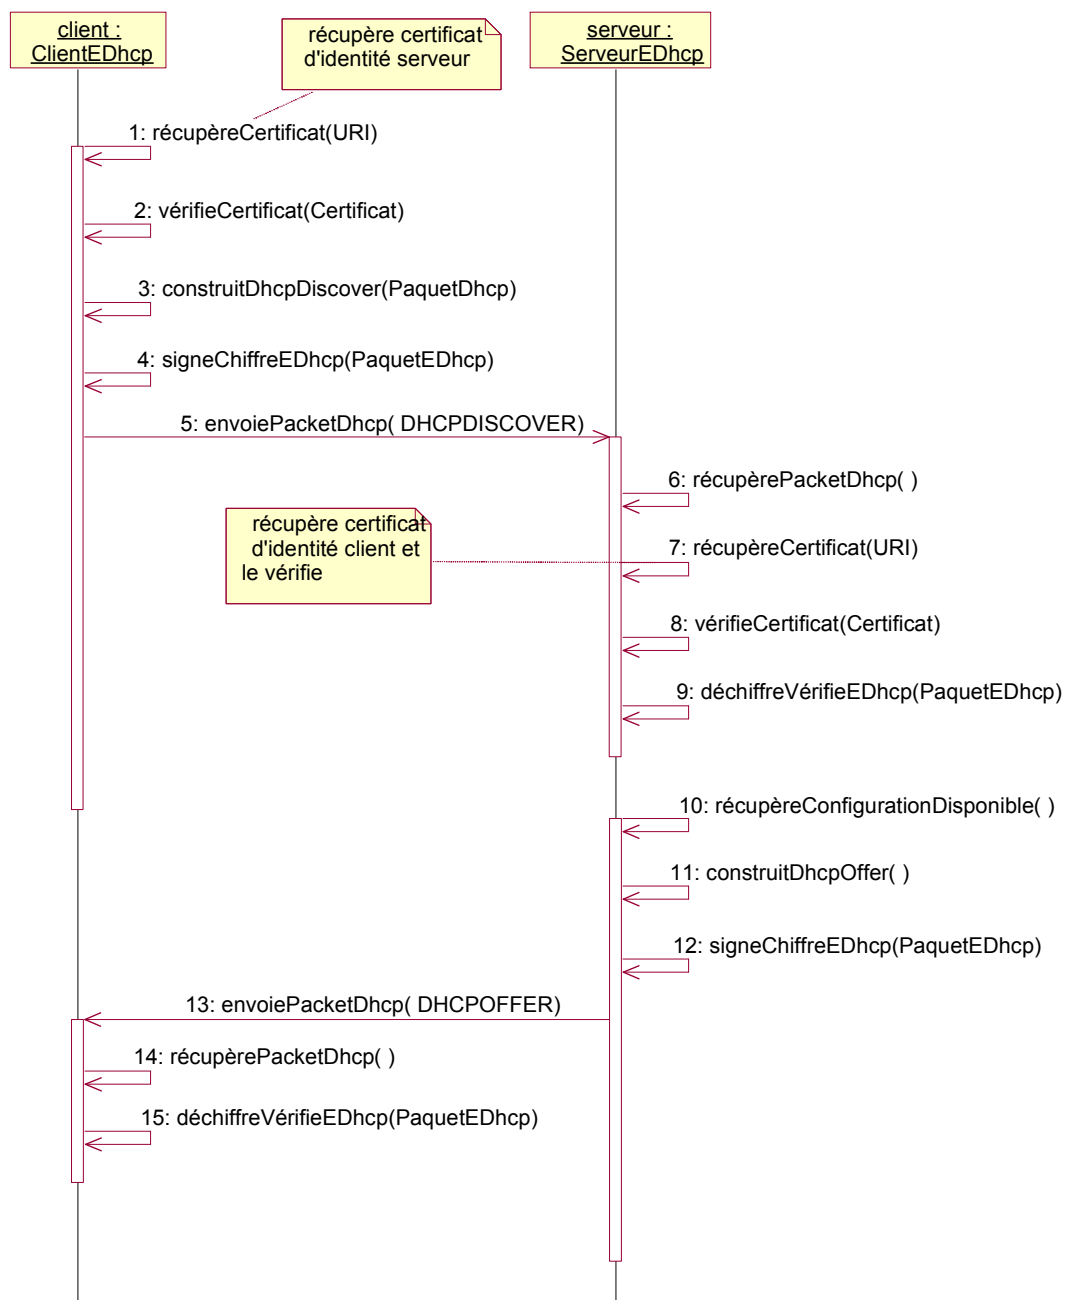 client :
ClientEDhcp
récupère certificat
d'identité serveur
serveur :
ServeurEDhcp
1: récupèreCertificat(URI)
2: vérifieCertificat(Certificat)
3: construitDhcpDiscover(PaquetDhcp)
4: signeChiffreEDhcp(PaquetEDhcp)
5: envoiePacketDhcp( DHCPDISCOVER)
6: récupèrePacketDhcp( )
récupère certificat
d'identité client et
le vérifie
7: récupèreCertificat(URI)
8: vérifieCertificat(Certificat)
9: déchiffreVérifieEDhcp(PaquetEDhcp)
10: récupèreConfigurationDisponible( )
11: construitDhcpOffer( )
12: signeChiffreEDhcp(PaquetEDhcp)
13: envoiePacketDhcp( DHCPOFFER)
14: récupèrePacketDhcp( )
15: déchiffreVérifieEDhcp(PaquetEDhcp)